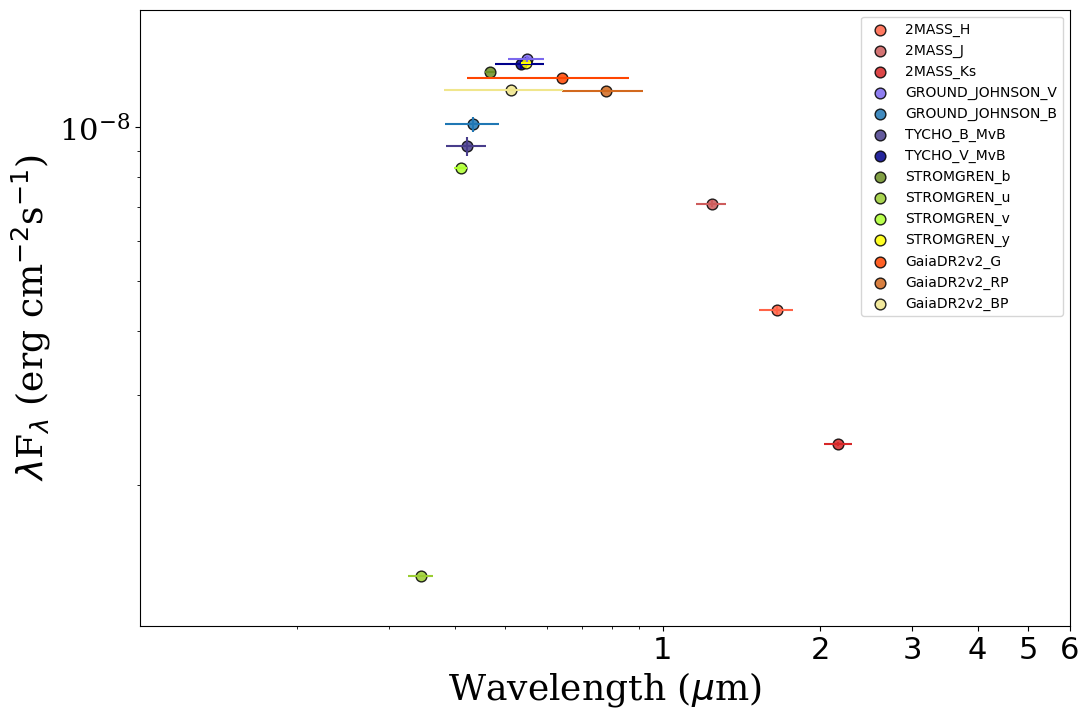 2MASS_H
2MASS_J
2MASS_Ks
GROUND_JOHNSON_V
GROUND_JOHNSON_B
TYCHO_B_MvB
TYCHO_V_MvB
STROMGREN_b
STROMGREN_u
STROMGREN_v
STROMGREN_y
GaiaDR2v2_G
GaiaDR2v2_RP
GaiaDR2v2_BP
10⁻⁸
λF_λ (erg cm⁻²s⁻¹)
1 2 3 4 5 6
Wavelength (μm)